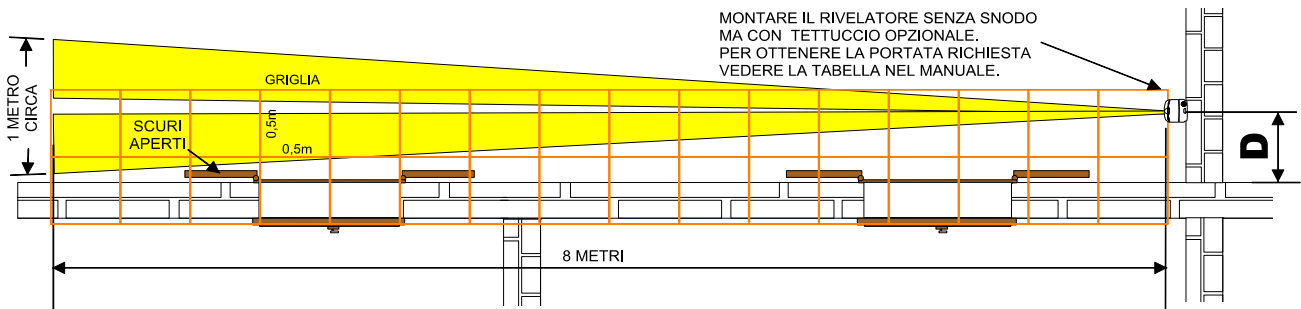 MONTARE IL RIVELATORE SENZA SNODO
MA CON TETTUCCIO OPZIONALE.
PER OTTENERE LA PORTATA RICHIESTA
VEDERE LA TABELLA NEL MANUALE.
1 METRO
CIRCA
GRIGLIA
SCURI
APERTI
0,5m
0,5m
D
8 METRI